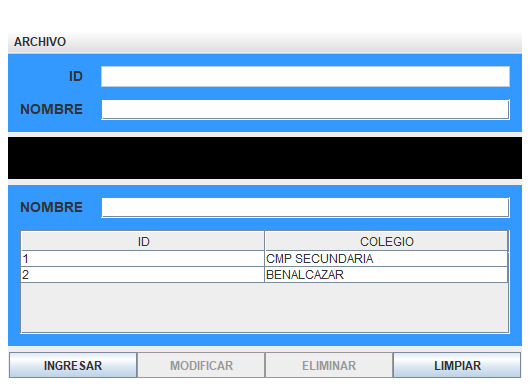 ARCHIVO
ID
NOMBRE
NOMBRE
ID COLEGIO
1 CMP SECUNDARIA
2 BENALCAZAR
INGRESAR MODIFICAR ELIMINAR LIMPIAR